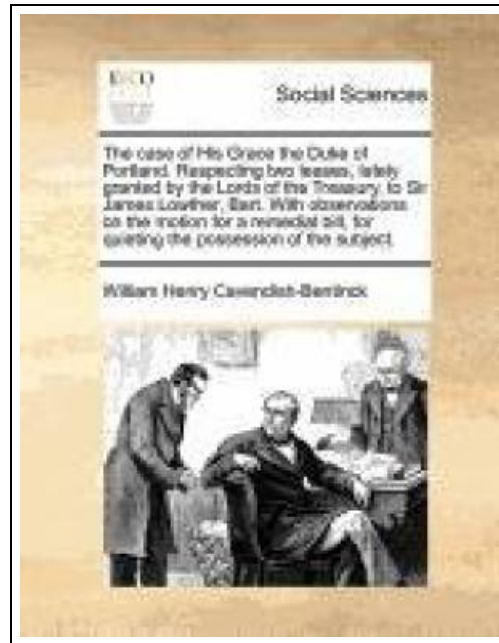 ECCO
Social Sciences
The case of His Grace the Duke of
Portland. Respecting two leases, lately
granted by the Lords of the Treasury, to Sir
James Lowther, Bart. With observations
on the motion for a remedial bill, for
quieting the possession of the subject.
William Henry Cavendish-Bentinck